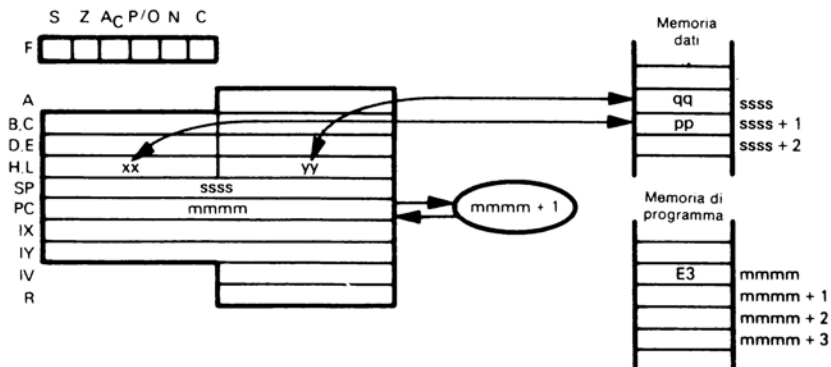 S Z AC P/O N C
F
A
B,C
D,E
H,L xx yy
SP ssss
PC mmmm
IX
IY
IV
R
mmmm + 1
Memoria
dati
qq ssss
pp ssss + 1
ssss + 2
Memoria di
programma
E3 mmmm
mmmm + 1
mmmm + 2
mmmm + 3